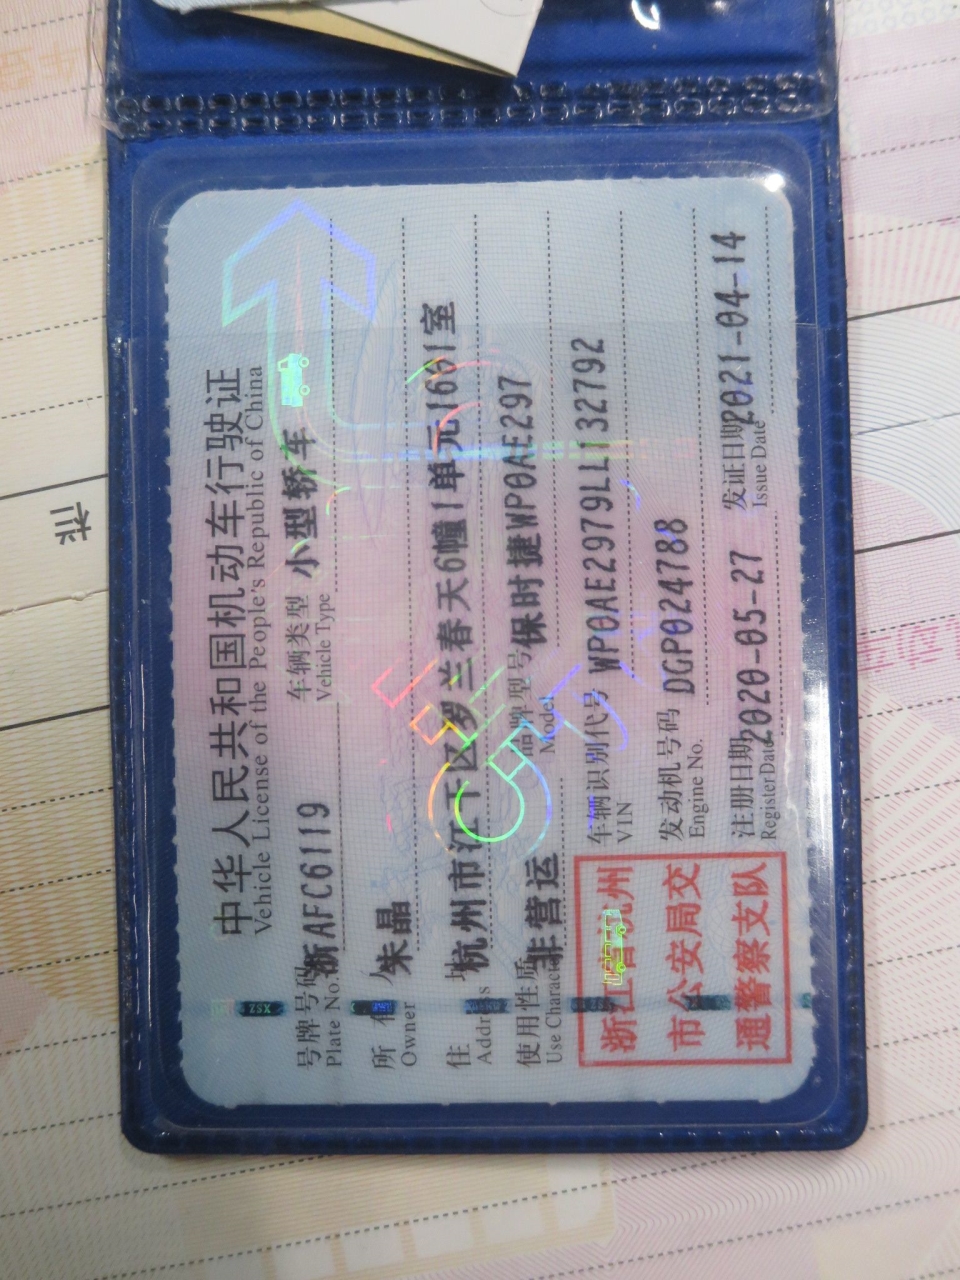 中华人民共和国机动车行驶证
Vehicle License of the People's Republic of China
号牌号码 浙AFC6119 车辆类型 小型轿车
Plate No. Vehicle Type
所有人 朱晶
Owner
住址 杭州市江干区罗兰春天6幢1单元1661室
Address
使用性质 非营运 品牌型号 保时捷WP0AE297
Use Character Model
车辆识别代号 WP0AE2979LL132792
VIN
发动机号码 DGP024788
Engine No.
注册日期 2020-05-27 发证日期 2021-04-14
Register Date Issue Date
浙江省杭州
市公安局交
通警察支队